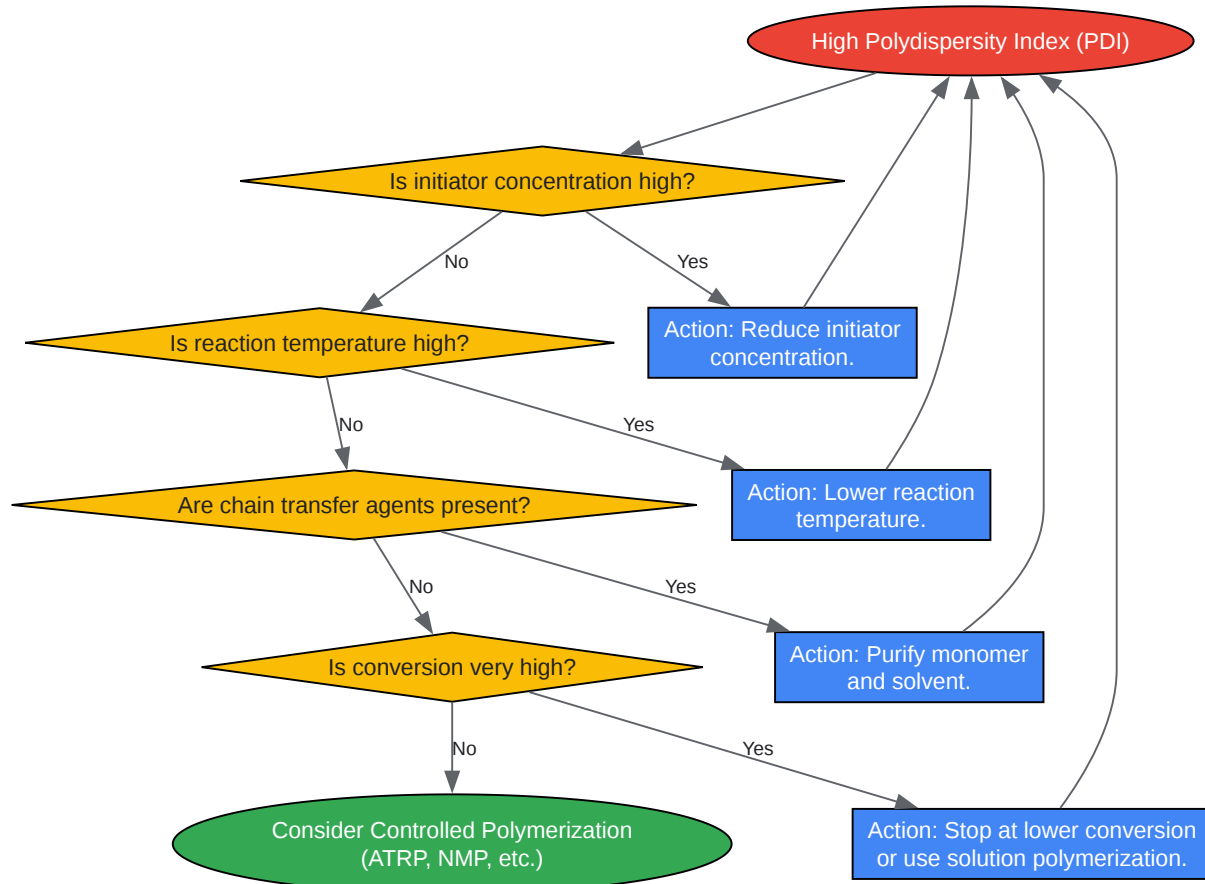 High Polydispersity Index (PDI)
Is initiator concentration high?
No
Yes
Is reaction temperature high?
Action: Reduce initiator
concentration.
No
Yes
Are chain transfer agents present?
Action: Lower reaction
temperature.
No
Yes
Is conversion very high?
Action: Purify monomer
and solvent.
No
Yes
Consider Controlled Polymerization
(ATRP, NMP, etc.)
Action: Stop at lower conversion
or use solution polymerization.